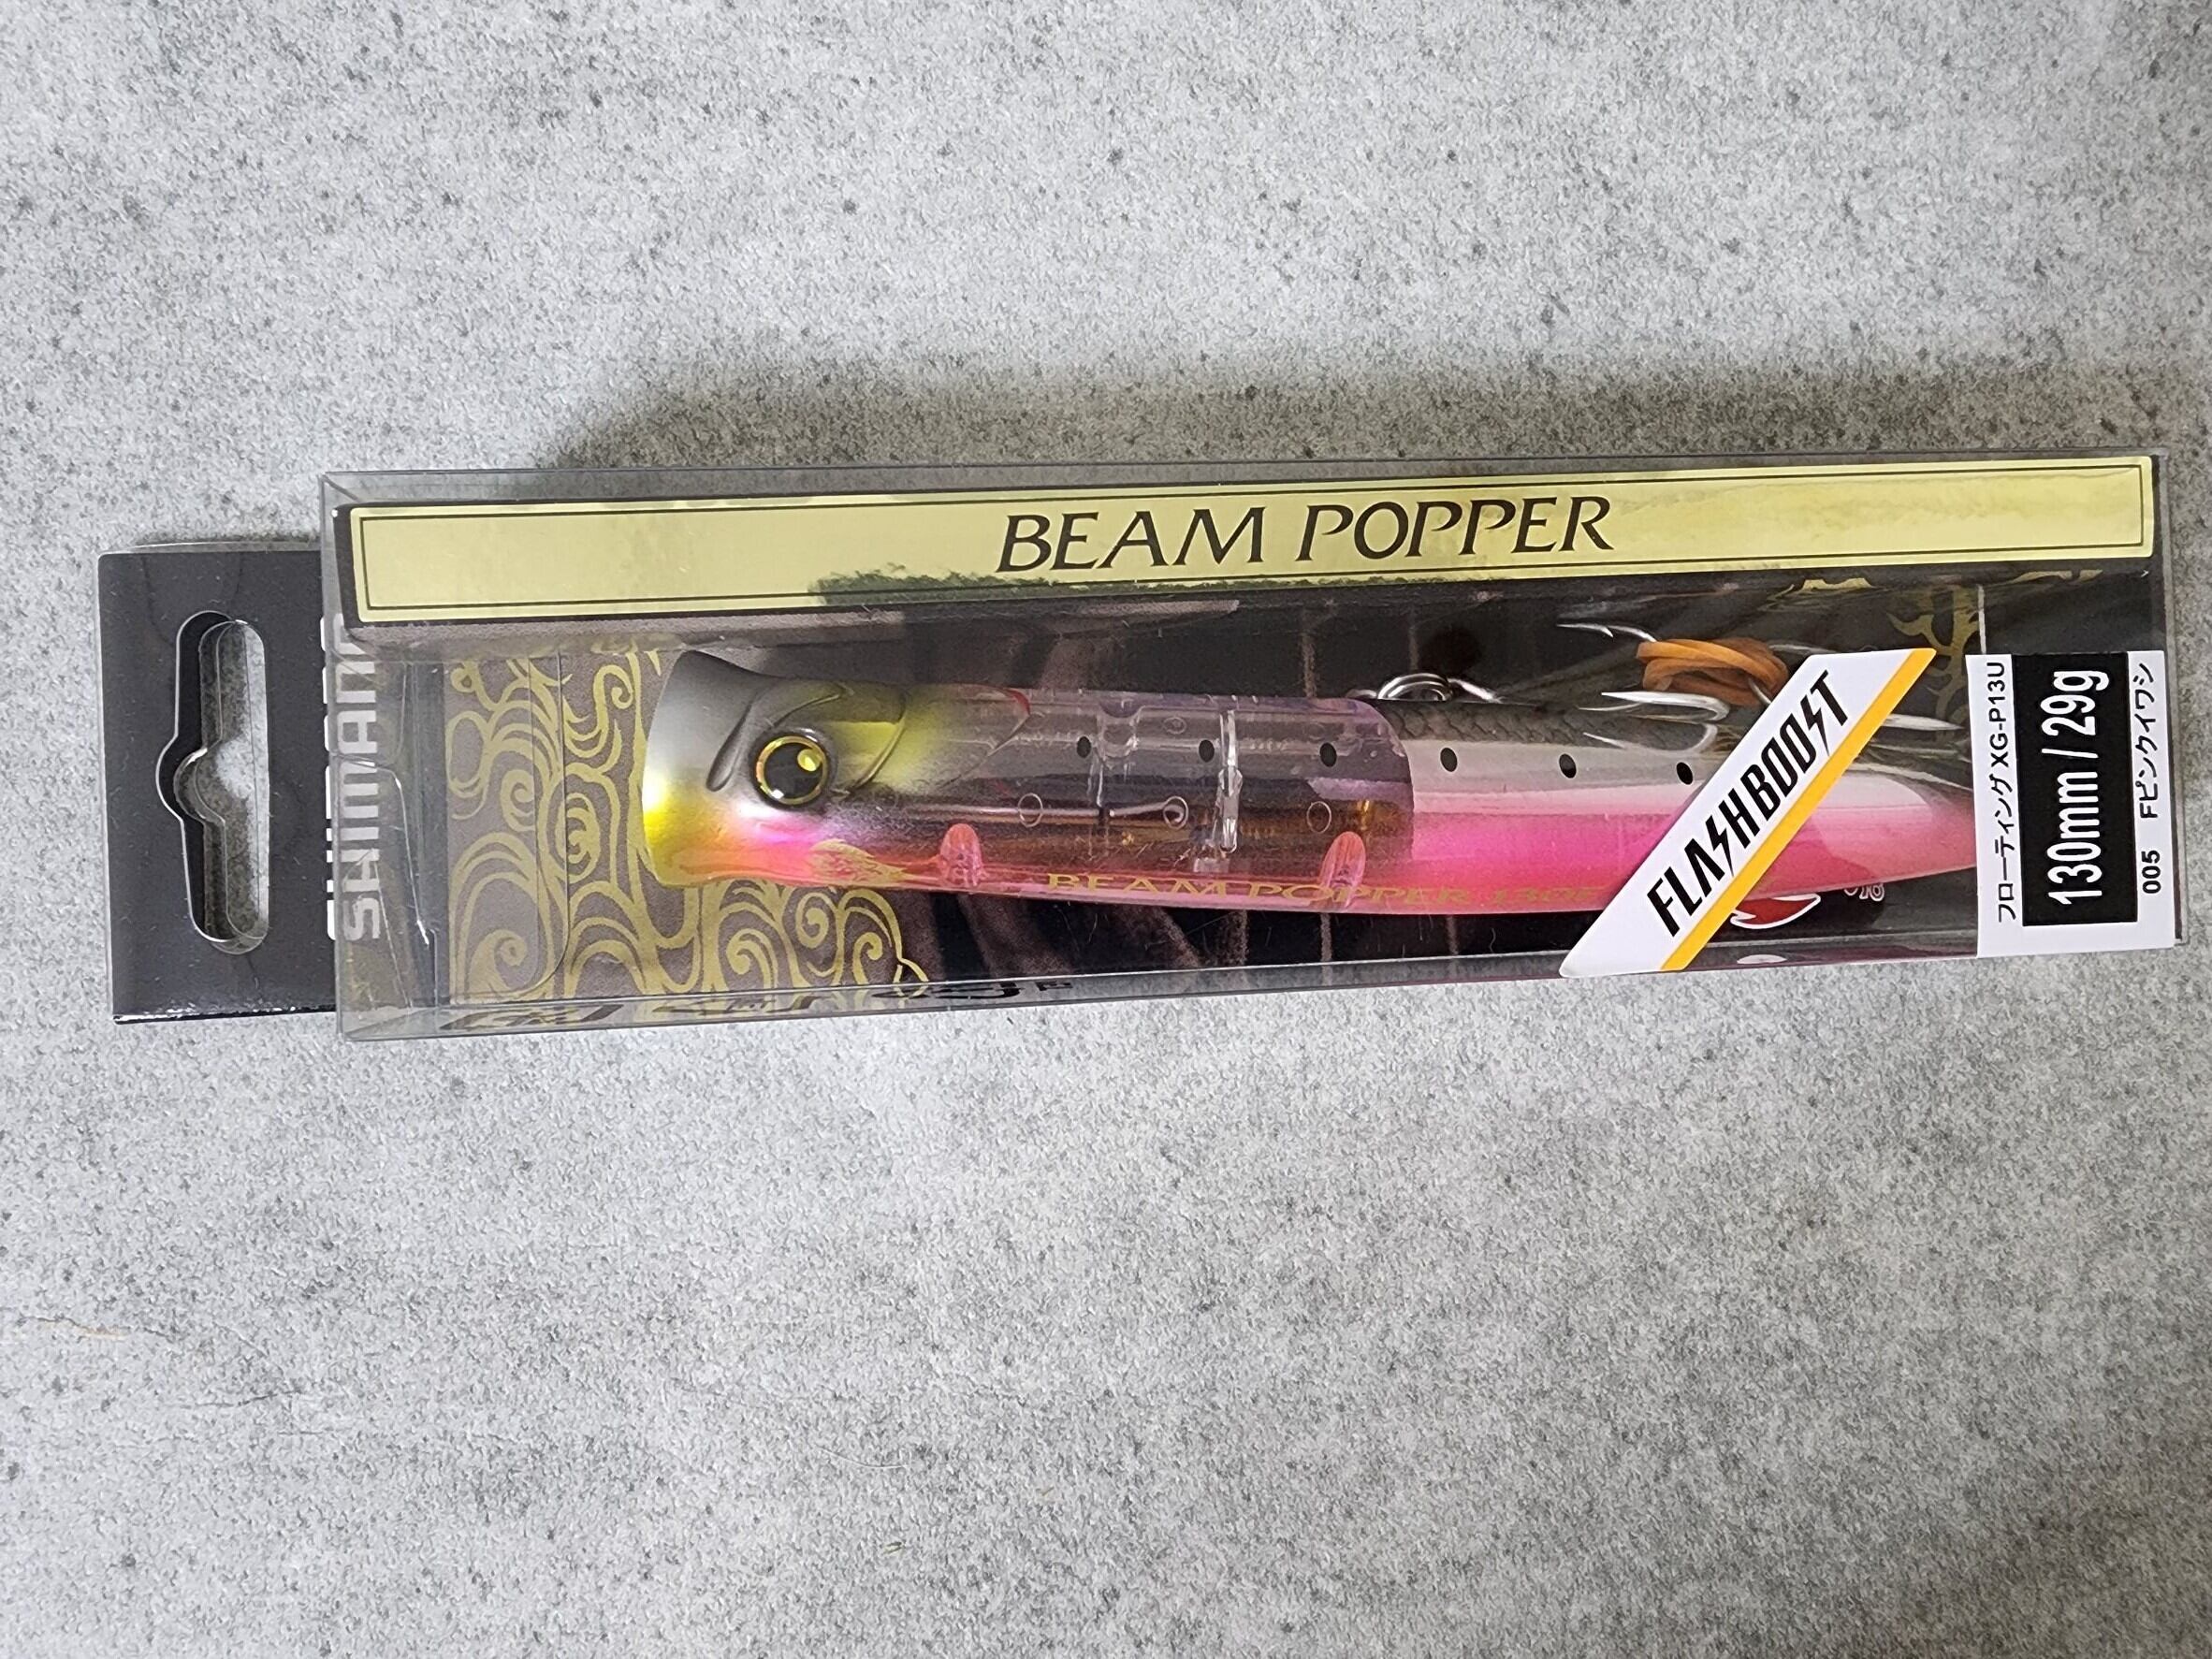 SHIMANO
BEAM POPPER
BEAM POPPER 130F
FLASHBOOST
フローティング XG-P13U
130mm / 29g
005 Fピンクイワシ